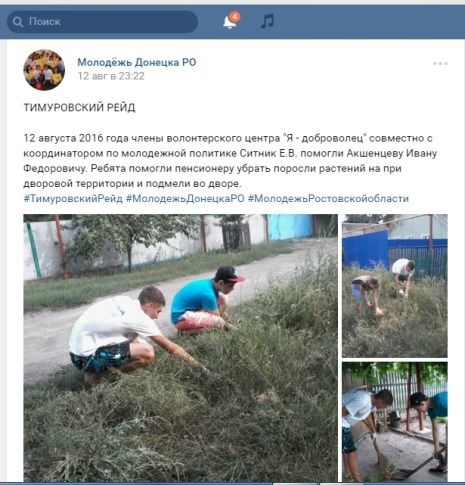 Поиск
4
Молодёжь Донецка РО
12 авг в 23:22
ТИМУРОВСКИЙ РЕЙД
12 августа 2016 года члены волонтерского центра "Я - доброволец" совместно с
координатором по молодежной политике Ситник Е.В. помогли Акшенцеву Ивану
Федоровичу. Ребята помогли пенсионеру убрать поросли растений на при
дворовой территории и подмели во дворе.
#ТимуровскийРейд #МолодежьДонецкаРО #МолодежьРостовскойобласти